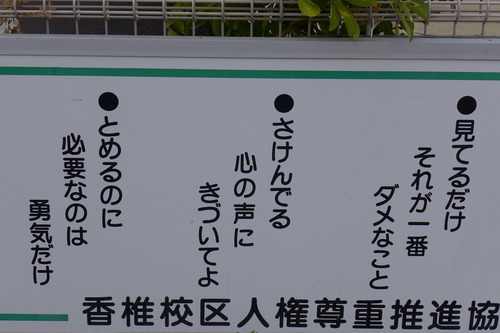 ●見てるだけ
それが一番
ダメなこと
●さけんでる
心の声に
きづいてよ
●とめるのに
必要なのは
勇気だけ
香椎校区人権尊重推進協